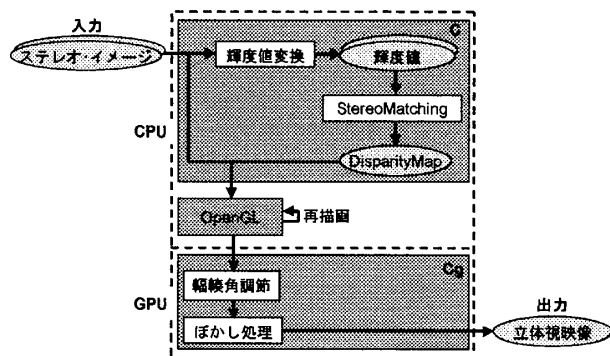 入力
ステレオ・イメージ
C
輝度値変換
輝度値
StereoMatching
CPU
DisparityMap
OpenGL
再描画
Cg
輻輳角調節
GPU
ぼかし処理
出力
立体視映像